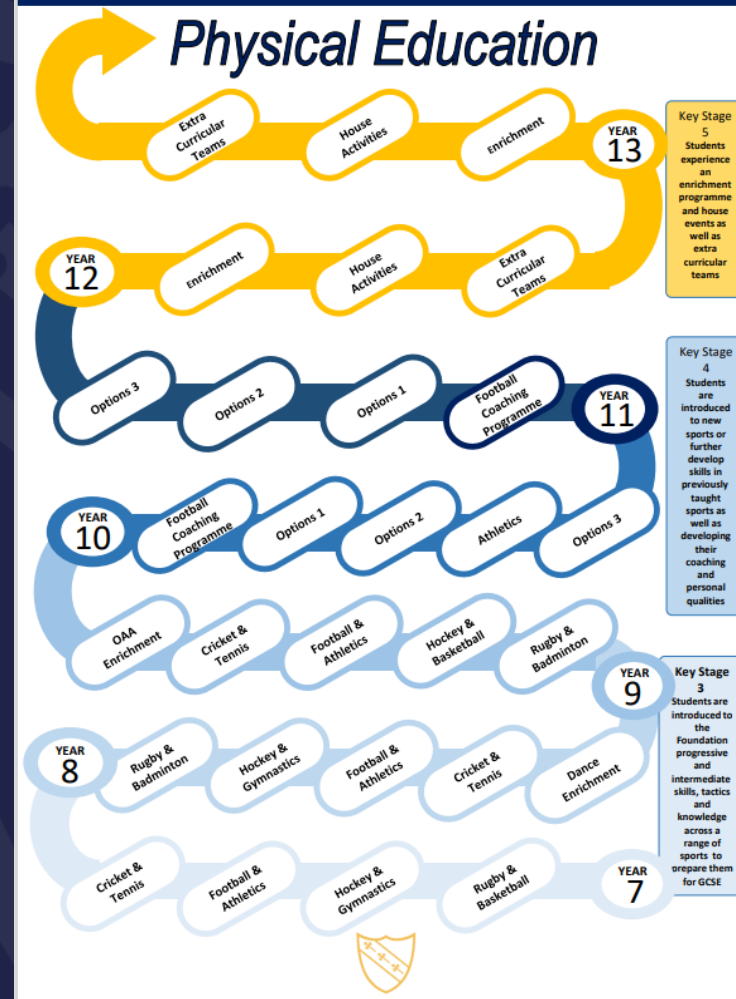 Physical Education
Extra
Curricular
Teams
House
Activities
Enrichment
YEAR
13
Key Stage
5
Students
experience
an
enrichment
programme
and house
events as
well as
extra
curricular
teams
YEAR
12
Enrichment
House
Activities
Extra
Curricular
Teams
Options 3
Options 2
Options 1
Football
Coaching
Programme
YEAR
11
Key Stage
4
Students
are
introduced
to new
sports or
further
develop
skills in
previously
taught
sports as
well as
developing
their
coaching
and
personal
qualities
YEAR
10
Football
Coaching
Programme
Options 1
Options 2
Athletics
Options 3
OAA
Enrichment
Cricket &
Tennis
Football &
Athletics
Hockey &
Basketball
Rugby &
Badminton
YEAR
9
Key Stage
3
Students are
introduced to
the
Foundation
progressive
and
intermediate
skills, tactics
and
knowledge
across a
range of
sports to
prepare them
for GCSE
YEAR
8
Rugby &
Badminton
Hockey &
Gymnastics
Football &
Athletics
Cricket &
Tennis
Dance
Enrichment
Cricket &
Tennis
Football &
Athletics
Hockey &
Gymnastics
Rugby &
Basketball
YEAR
7